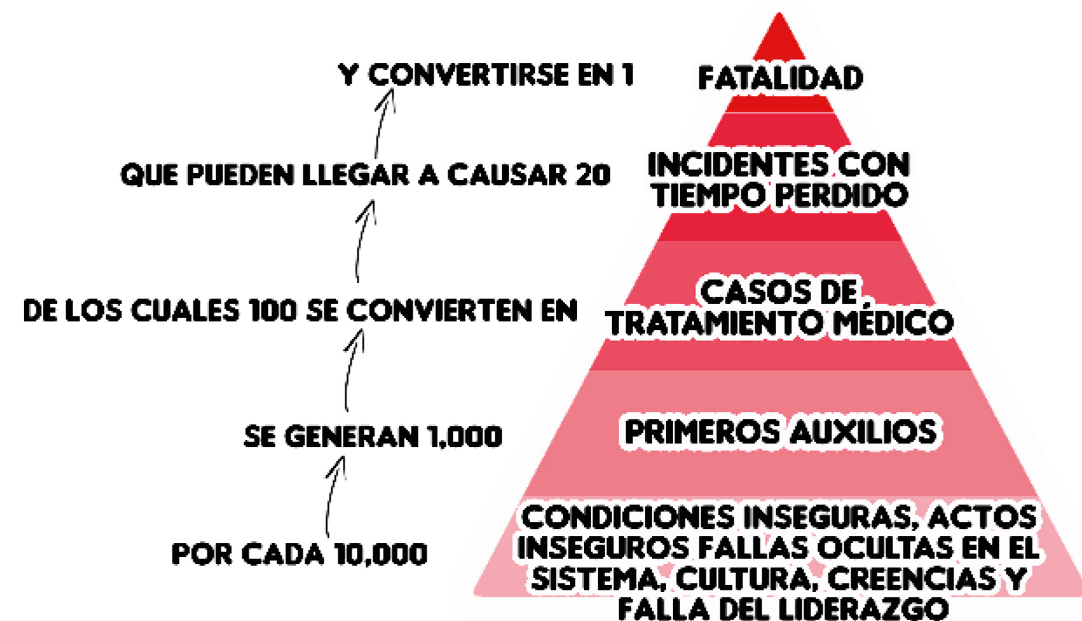 Y CONVERTIRSE EN 1
FATALIDAD
QUE PUEDEN LLEGAR A CAUSAR 20
INCIDENTES CON
TIEMPO PERDIDO
DE LOS CUALES 100 SE CONVIERTEN EN
CASOS DE
TRATAMIENTO MÉDICO
SE GENERAN 1,000
PRIMEROS AUXILIOS
POR CADA 10,000
CONDICIONES INSEGURAS, ACTOS
INSEGUROS FALLAS OCULTAS EN EL
SISTEMA, CULTURA, CREENCIAS Y
FALLA DEL LIDERAZGO